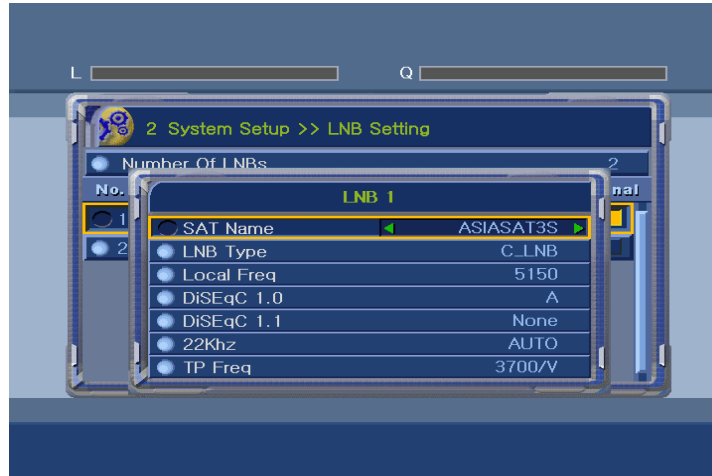 L Q
2 System Setup >> LNB Setting
Number Of LNBs 2
No. nal
LNB 1
1 SAT Name ASIASAT3S
2 LNB Type C_LNB
Local Freq 5150
DiSEqC 1.0 A
DiSEqC 1.1 None
22Khz AUTO
TP Freq 3700/V